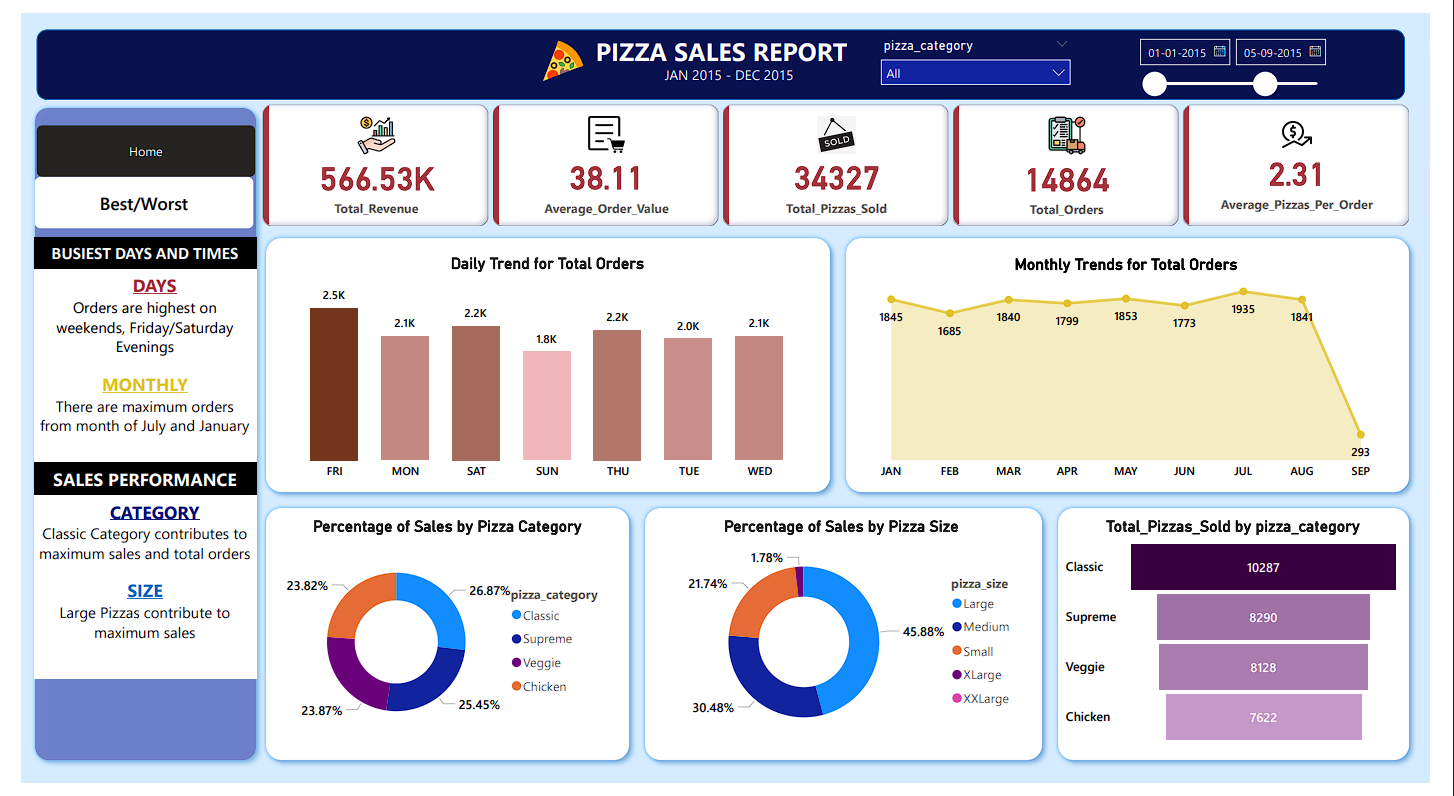 PIZZA SALES REPORT
JAN 2015 - DEC 2015
pizza_category
All
01-01-2015
05-09-2015
Home
Best/Worst
BUSIEST DAYS AND TIMES
DAYS
Orders are highest on
weekends, Friday/Saturday
Evenings
MONTHLY
There are maximum orders
from month of July and January
SALES PERFORMANCE
CATEGORY
Classic Category contributes to
maximum sales and total orders
SIZE
Large Pizzas contribute to
maximum sales
566.53K
Total_Revenue
38.11
Average_Order_Value
SOLD
34327
Total_Pizzas_Sold
14864
Total_Orders
2.31
Average_Pizzas_Per_Order
Daily Trend for Total Orders
2.5K
2.1K
2.2K
1.8K
2.2K
2.0K
2.1K
FRI
MON
SAT
SUN
THU
TUE
WED
Monthly Trends for Total Orders
1845
1685
1840
1799
1853
1773
1935
1841
293
JAN
FEB
MAR
APR
MAY
JUN
JUL
AUG
SEP
Percentage of Sales by Pizza Category
23.82%
26.87%
23.87%
25.45%
pizza_category
Classic
Supreme
Veggie
Chicken
Percentage of Sales by Pizza Size
1.78%
21.74%
45.88%
30.48%
pizza_size
Large
Medium
Small
XLarge
XXLarge
Total_Pizzas_Sold by pizza_category
Classic
10287
Supreme
8290
Veggie
8128
Chicken
7622